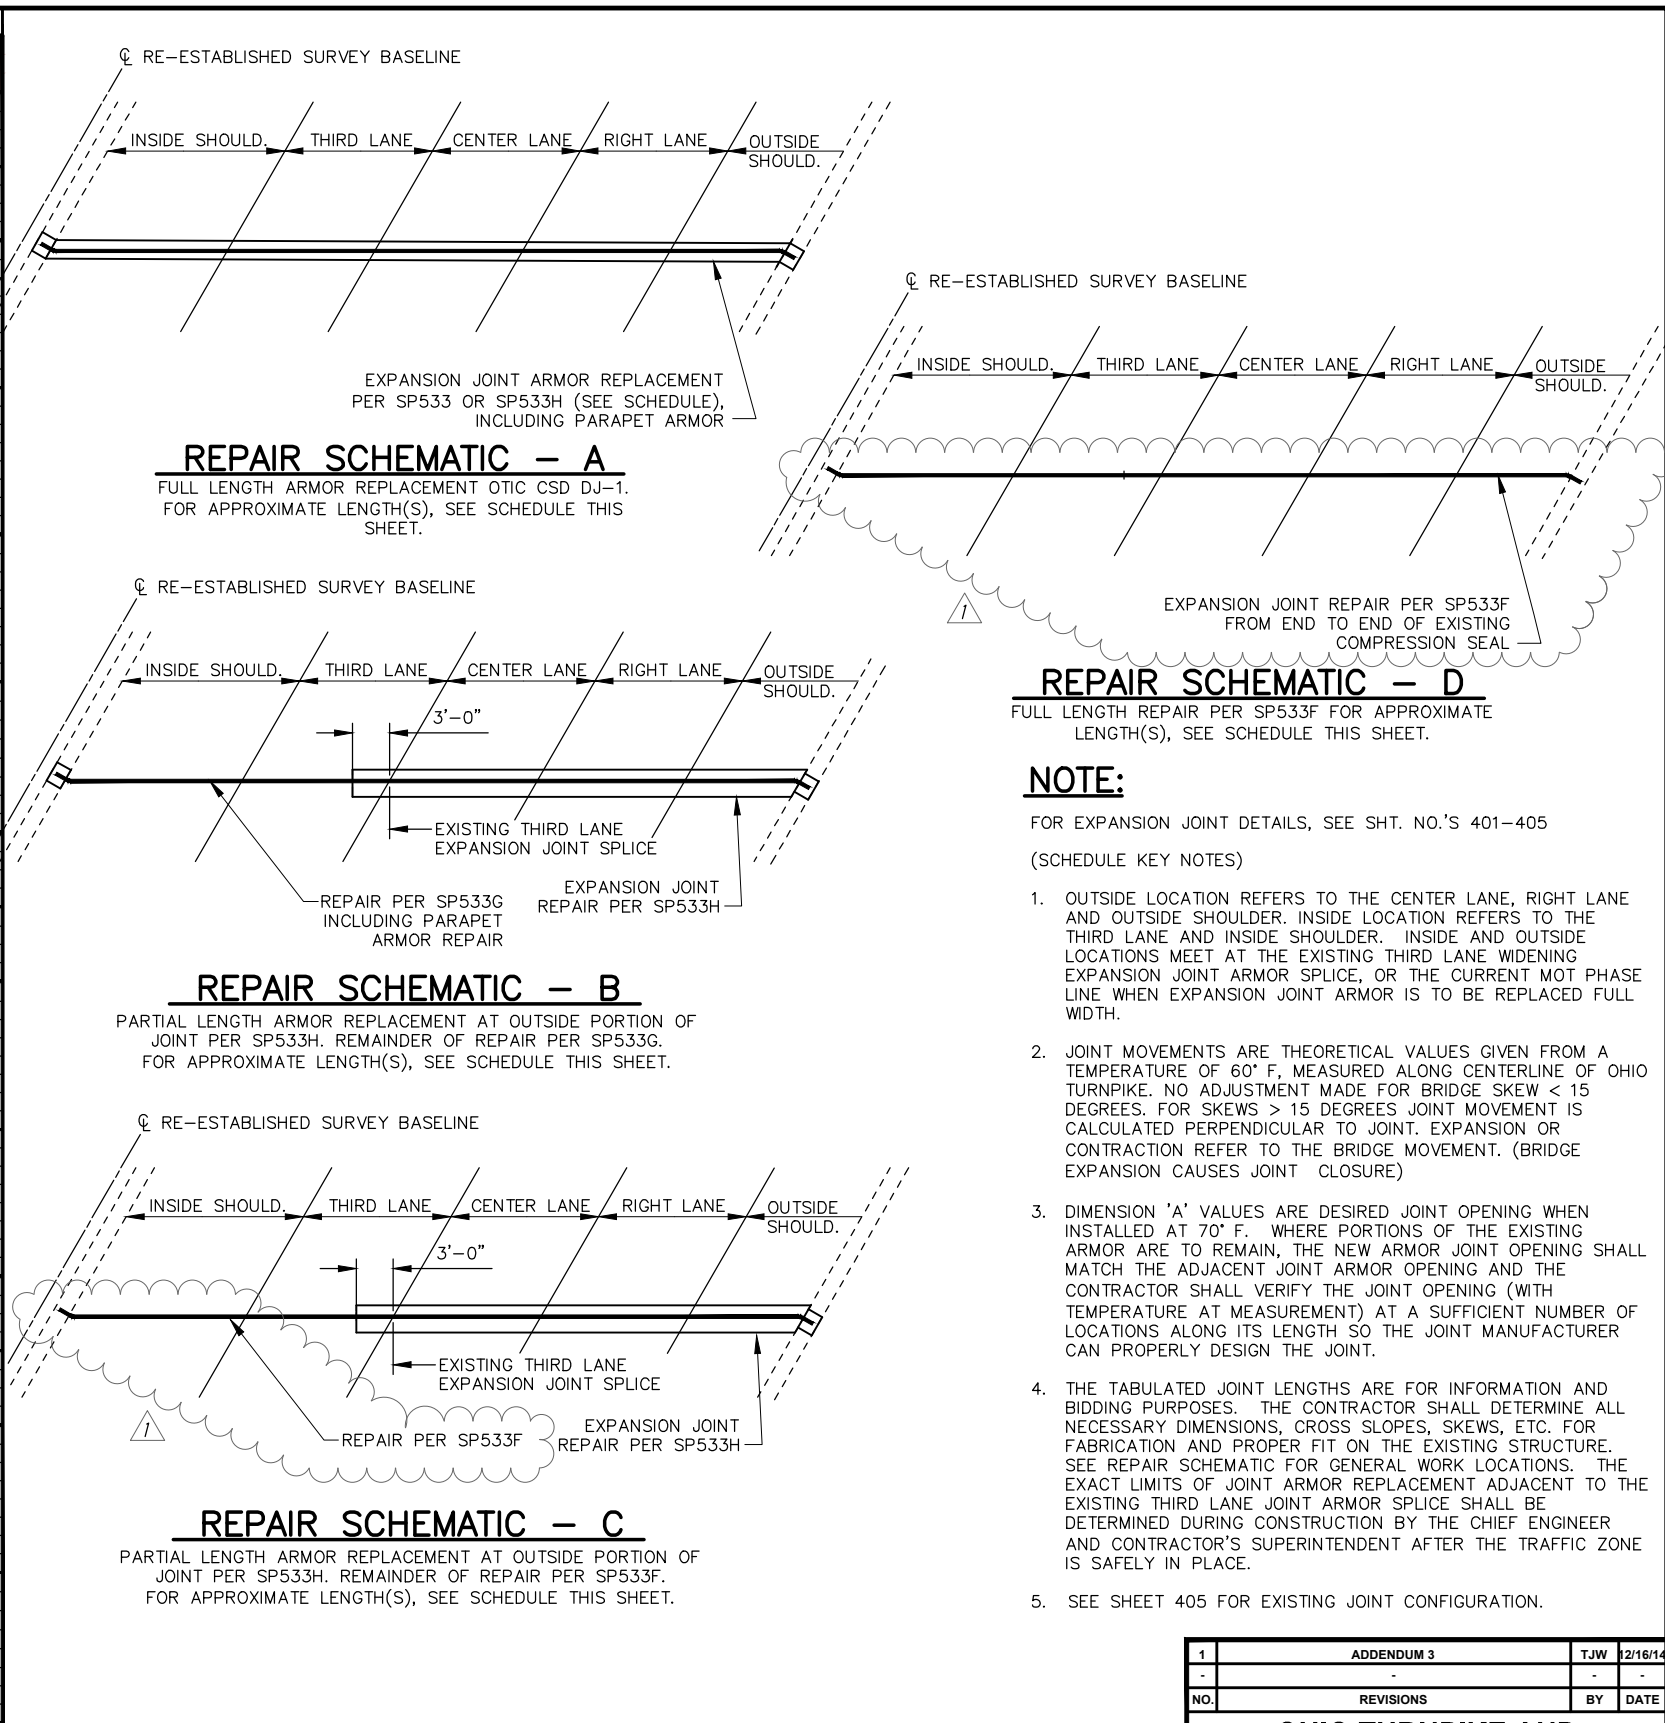 ℄ RE-ESTABLISHED SURVEY BASELINE
INSIDE SHOULD.
THIRD LANE
CENTER LANE
RIGHT LANE
OUTSIDE
SHOULD.
EXPANSION JOINT ARMOR REPLACEMENT
PER SP533 OR SP533H (SEE SCHEDULE),
INCLUDING PARAPET ARMOR
REPAIR SCHEMATIC - A
FULL LENGTH ARMOR REPLACEMENT OTIC CSD DJ-1.
FOR APPROXIMATE LENGTH(S), SEE SCHEDULE THIS
SHEET.
℄ RE-ESTABLISHED SURVEY BASELINE
INSIDE SHOULD.
THIRD LANE
CENTER LANE
RIGHT LANE
OUTSIDE
SHOULD.
3'-0"
EXISTING THIRD LANE
EXPANSION JOINT SPLICE
REPAIR PER SP533G
INCLUDING PARAPET
ARMOR REPAIR
EXPANSION JOINT
REPAIR PER SP533H
REPAIR SCHEMATIC - B
PARTIAL LENGTH ARMOR REPLACEMENT AT OUTSIDE PORTION OF
JOINT PER SP533H. REMAINDER OF REPAIR PER SP533G.
FOR APPROXIMATE LENGTH(S), SEE SCHEDULE THIS SHEET.
℄ RE-ESTABLISHED SURVEY BASELINE
INSIDE SHOULD.
THIRD LANE
CENTER LANE
RIGHT LANE
OUTSIDE
SHOULD.
3'-0"
EXISTING THIRD LANE
EXPANSION JOINT SPLICE
1
REPAIR PER SP533F
EXPANSION JOINT
REPAIR PER SP533H
REPAIR SCHEMATIC - C
PARTIAL LENGTH ARMOR REPLACEMENT AT OUTSIDE PORTION OF
JOINT PER SP533H. REMAINDER OF REPAIR PER SP533F.
FOR APPROXIMATE LENGTH(S), SEE SCHEDULE THIS SHEET.
℄ RE-ESTABLISHED SURVEY BASELINE
INSIDE SHOULD.
THIRD LANE
CENTER LANE
RIGHT LANE
OUTSIDE
SHOULD.
1
EXPANSION JOINT REPAIR PER SP533F
FROM END TO END OF EXISTING
COMPRESSION SEAL
REPAIR SCHEMATIC - D
FULL LENGTH REPAIR PER SP533F FOR APPROXIMATE
LENGTH(S), SEE SCHEDULE THIS SHEET.
NOTE:
FOR EXPANSION JOINT DETAILS, SEE SHT. NO.'S 401-405
(SCHEDULE KEY NOTES)
1. OUTSIDE LOCATION REFERS TO THE CENTER LANE, RIGHT LANE
AND OUTSIDE SHOULDER. INSIDE LOCATION REFERS TO THE
THIRD LANE AND INSIDE SHOULDER. INSIDE AND OUTSIDE
LOCATIONS MEET AT THE EXISTING THIRD LANE WIDENING
EXPANSION JOINT ARMOR SPLICE, OR THE CURRENT MOT PHASE
LINE WHEN EXPANSION JOINT ARMOR IS TO BE REPLACED FULL
WIDTH.
2. JOINT MOVEMENTS ARE THEORETICAL VALUES GIVEN FROM A
TEMPERATURE OF 60° F, MEASURED ALONG CENTERLINE OF OHIO
TURNPIKE. NO ADJUSTMENT MADE FOR BRIDGE SKEW < 15
DEGREES. FOR SKEWS > 15 DEGREES JOINT MOVEMENT IS
CALCULATED PERPENDICULAR TO JOINT. EXPANSION OR
CONTRACTION REFER TO THE BRIDGE MOVEMENT. (BRIDGE
EXPANSION CAUSES JOINT CLOSURE)
3. DIMENSION 'A' VALUES ARE DESIRED JOINT OPENING WHEN
INSTALLED AT 70° F. WHERE PORTIONS OF THE EXISTING
ARMOR ARE TO REMAIN, THE NEW ARMOR JOINT OPENING SHALL
MATCH THE ADJACENT JOINT ARMOR OPENING AND THE
CONTRACTOR SHALL VERIFY THE JOINT OPENING (WITH
TEMPERATURE AT MEASUREMENT) AT A SUFFICIENT NUMBER OF
LOCATIONS ALONG ITS LENGTH SO THE JOINT MANUFACTURER
CAN PROPERLY DESIGN THE JOINT.
4. THE TABULATED JOINT LENGTHS ARE FOR INFORMATION AND
BIDDING PURPOSES. THE CONTRACTOR SHALL DETERMINE ALL
NECESSARY DIMENSIONS, CROSS SLOPES, SKEWS, ETC. FOR
FABRICATION AND PROPER FIT ON THE EXISTING STRUCTURE.
SEE REPAIR SCHEMATIC FOR GENERAL WORK LOCATIONS. THE
EXACT LIMITS OF JOINT ARMOR REPLACEMENT ADJACENT TO THE
EXISTING THIRD LANE JOINT ARMOR SPLICE SHALL BE
DETERMINED DURING CONSTRUCTION BY THE CHIEF ENGINEER
AND CONTRACTOR'S SUPERINTENDENT AFTER THE TRAFFIC ZONE
IS SAFELY IN PLACE.
5. SEE SHEET 405 FOR EXISTING JOINT CONFIGURATION.
1 ADDENDUM 3 TJW 12/16/14
- - - -
NO. REVISIONS BY DATE